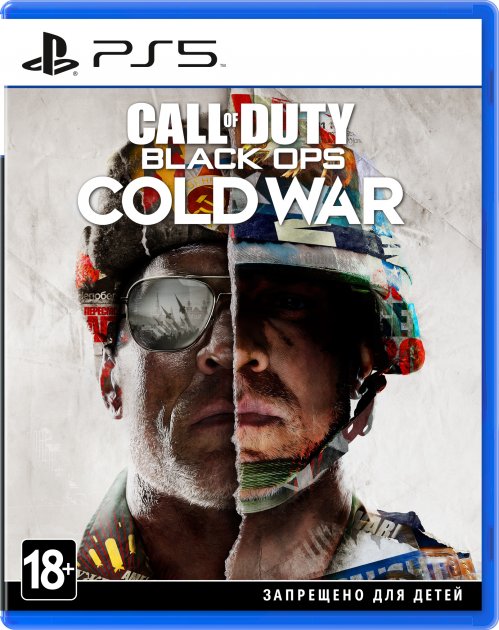 PS5
CALL OF DUTY
BLACK OPS
COLD WAR
18+
ЗАПРЕЩЕНО ДЛЯ ДЕТЕЙ